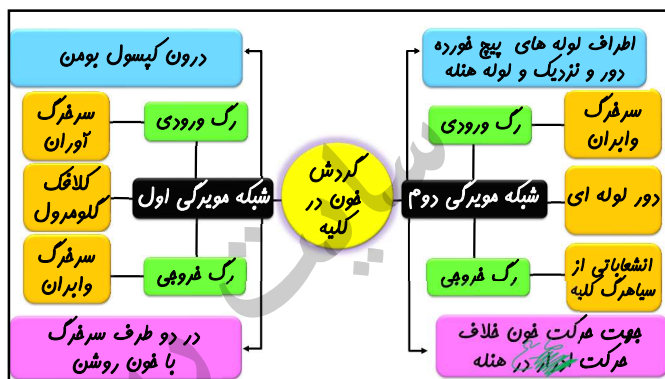 گردش
خون در
کلیه
شبکه مویرگی اول
درون کپسول بومن
رگ ورودی
سرخرگ
آوران
کلافک
گلومرول
رگ خروجی
سرخرگ
وابران
در دو طرف سرخرگ
با خون روشن
شبکه مویرگی دوم
اطراف لوله های پیچ خورده
دور و نزدیک و لوله هنله
رگ ورودی
سرخرگ
وابران
دور لوله ای
رگ خروجی
انشعاباتی از
سیاهرگ کلیه
جهت حرکت خون خلاف
حرکت ادرار در هنله
سایت